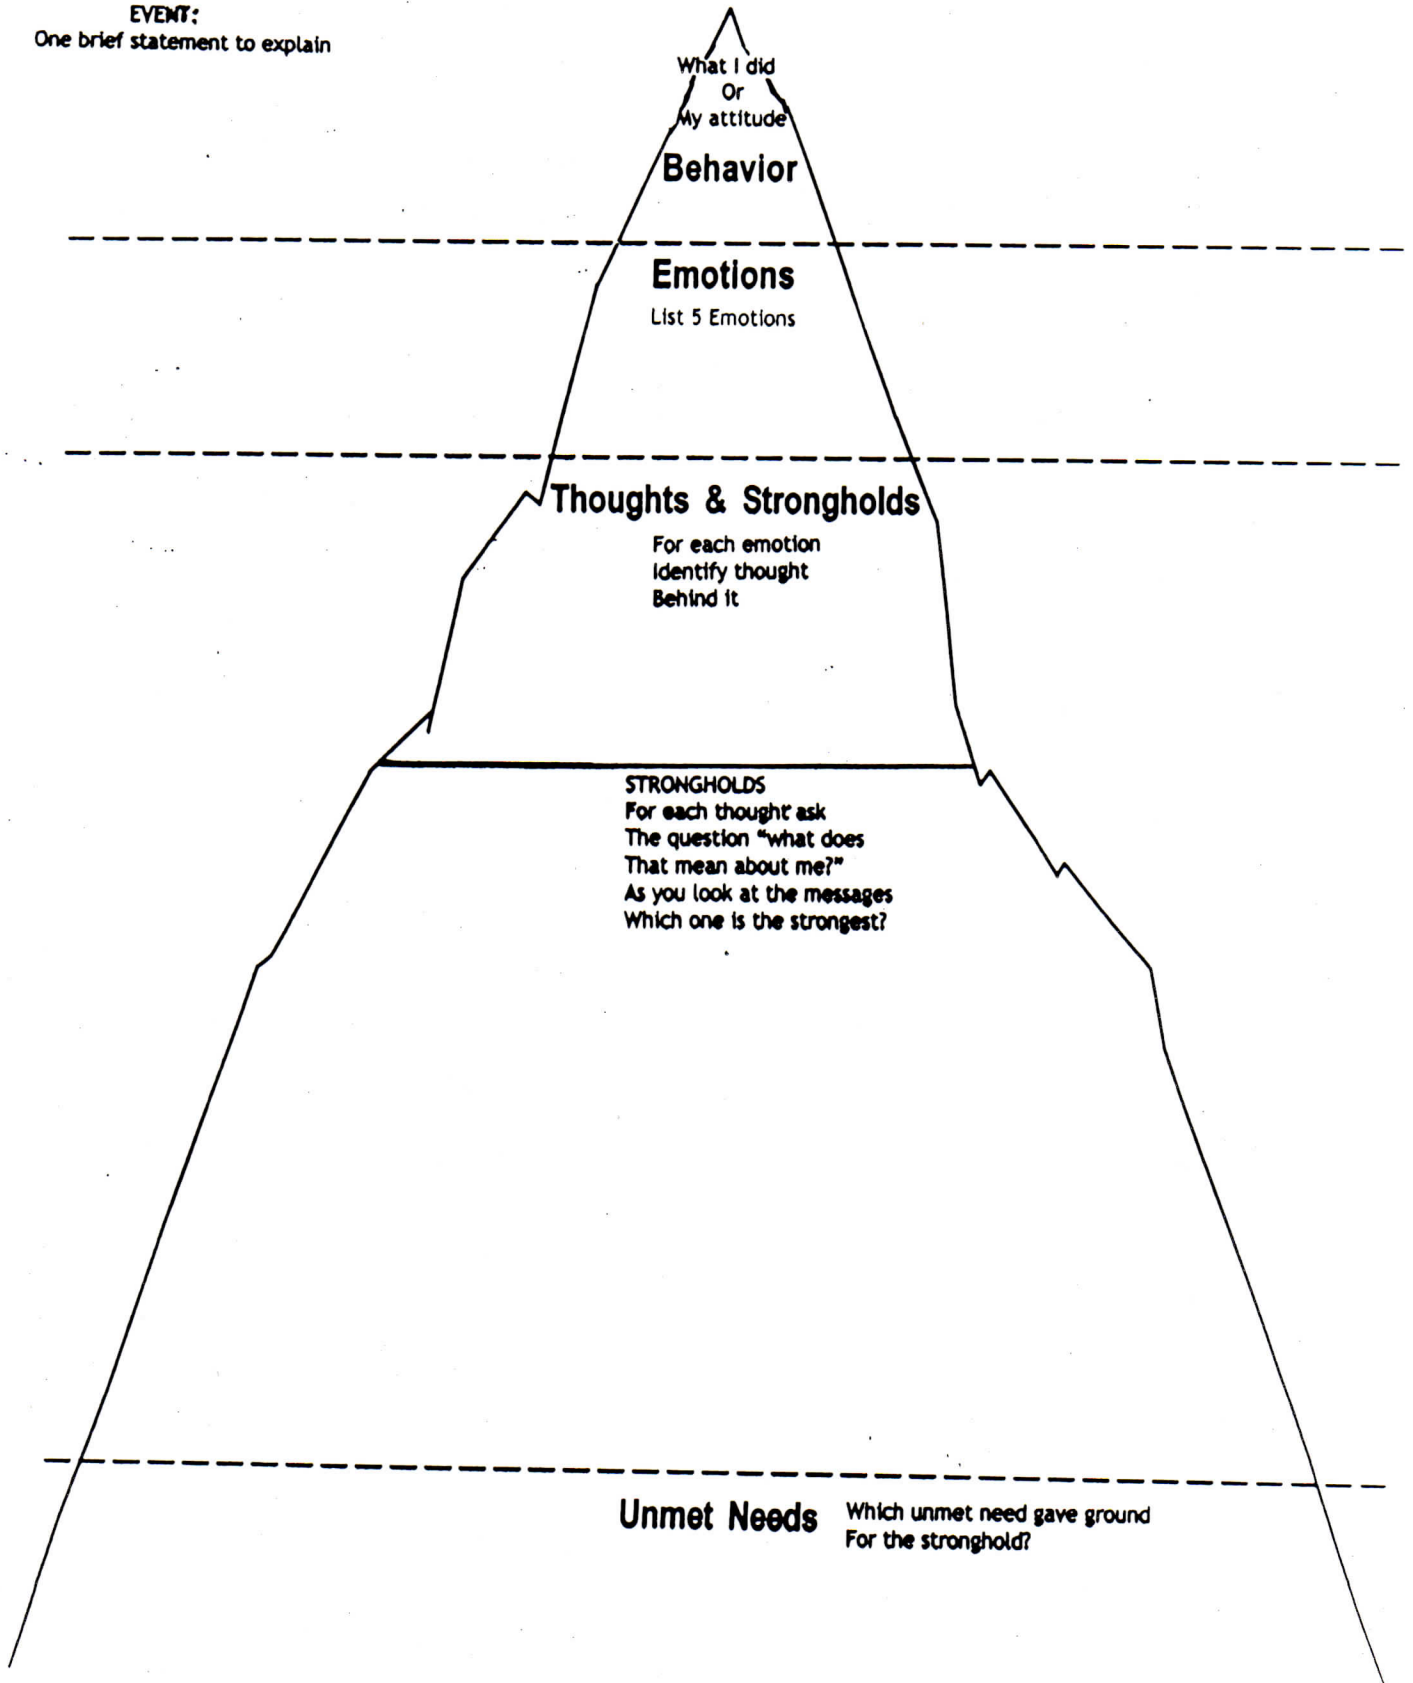 EVENT:
One brief statement to explain
What I did
Or
My attitude
Behavior
Emotions
List 5 Emotions
Thoughts & Strongholds
For each emotion
Identify thought
Behind it
STRONGHOLDS
For each thought ask
The question "what does
That mean about me?"
As you look at the messages
Which one is the strongest?
Unmet Needs
Which unmet need gave ground
For the stronghold?